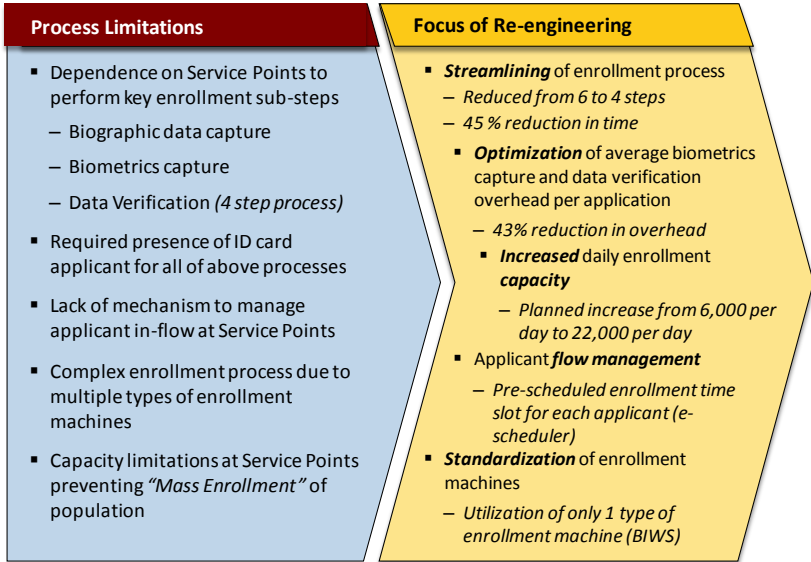 Process Limitations
▪ Dependence on Service Points to
perform key enrollment sub-steps
– Biographic data capture
– Biometrics capture
– Data Verification (4 step process)
▪ Required presence of ID card
applicant for all of above processes
▪ Lack of mechanism to manage
applicant in-flow at Service Points
▪ Complex enrollment process due to
multiple types of enrollment
machines
▪ Capacity limitations at Service Points
preventing “Mass Enrollment” of
population
Focus of Re-engineering
▪ Streamlining of enrollment process
– Reduced from 6 to 4 steps
– 45 % reduction in time
▪ Optimization of average biometrics
capture and data verification
overhead per application
– 43% reduction in overhead
▪ Increased daily enrollment
capacity
– Planned increase from 6,000 per
day to 22,000 per day
▪ Applicant flow management
– Pre-scheduled enrollment time
slot for each applicant (e-
scheduler)
▪ Standardization of enrollment
machines
– Utilization of only 1 type of
enrollment machine (BIWS)